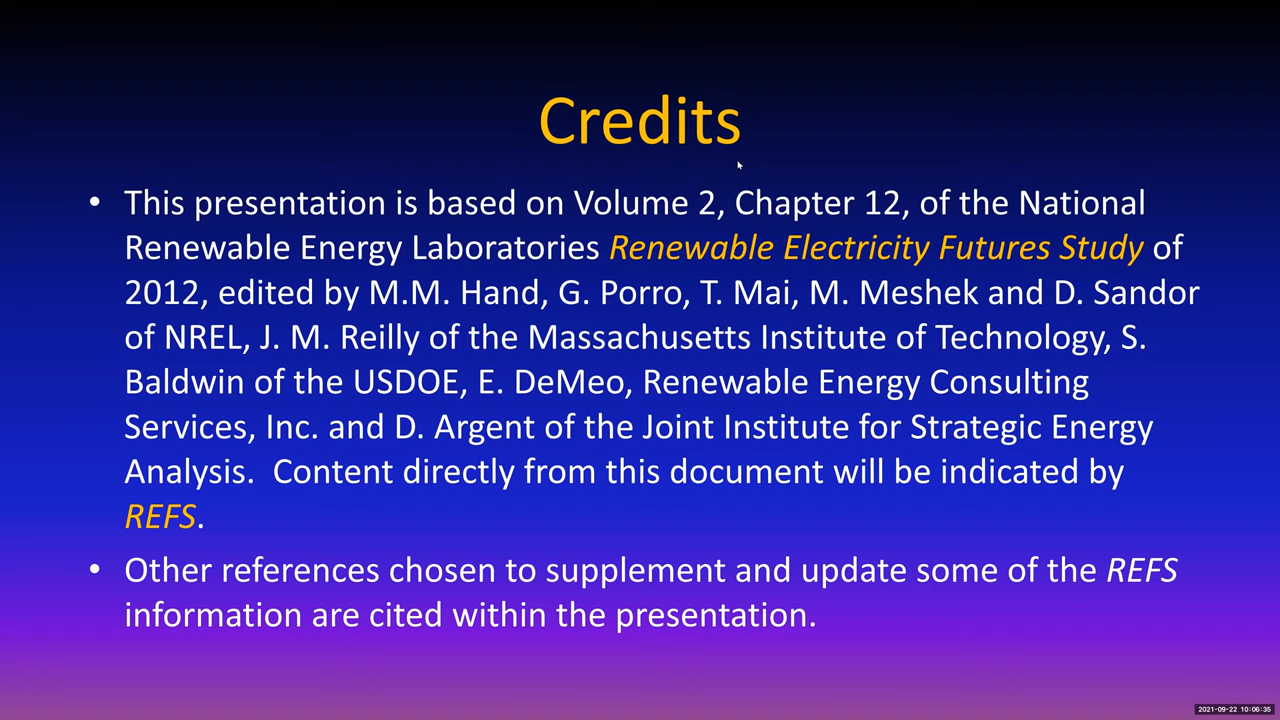 Credits
• This presentation is based on Volume 2, Chapter 12, of the National
Renewable Energy Laboratories Renewable Electricity Futures Study of
2012, edited by M.M. Hand, G. Porro, T. Mai, M. Meshek and D. Sandor
of NREL, J. M. Reilly of the Massachusetts Institute of Technology, S.
Baldwin of the USDOE, E. DeMeo, Renewable Energy Consulting
Services, Inc. and D. Argent of the Joint Institute for Strategic Energy
Analysis.  Content directly from this document will be indicated by
REFS.
• Other references chosen to supplement and update some of the REFS
information are cited within the presentation.
2021-09-22 10:06:35